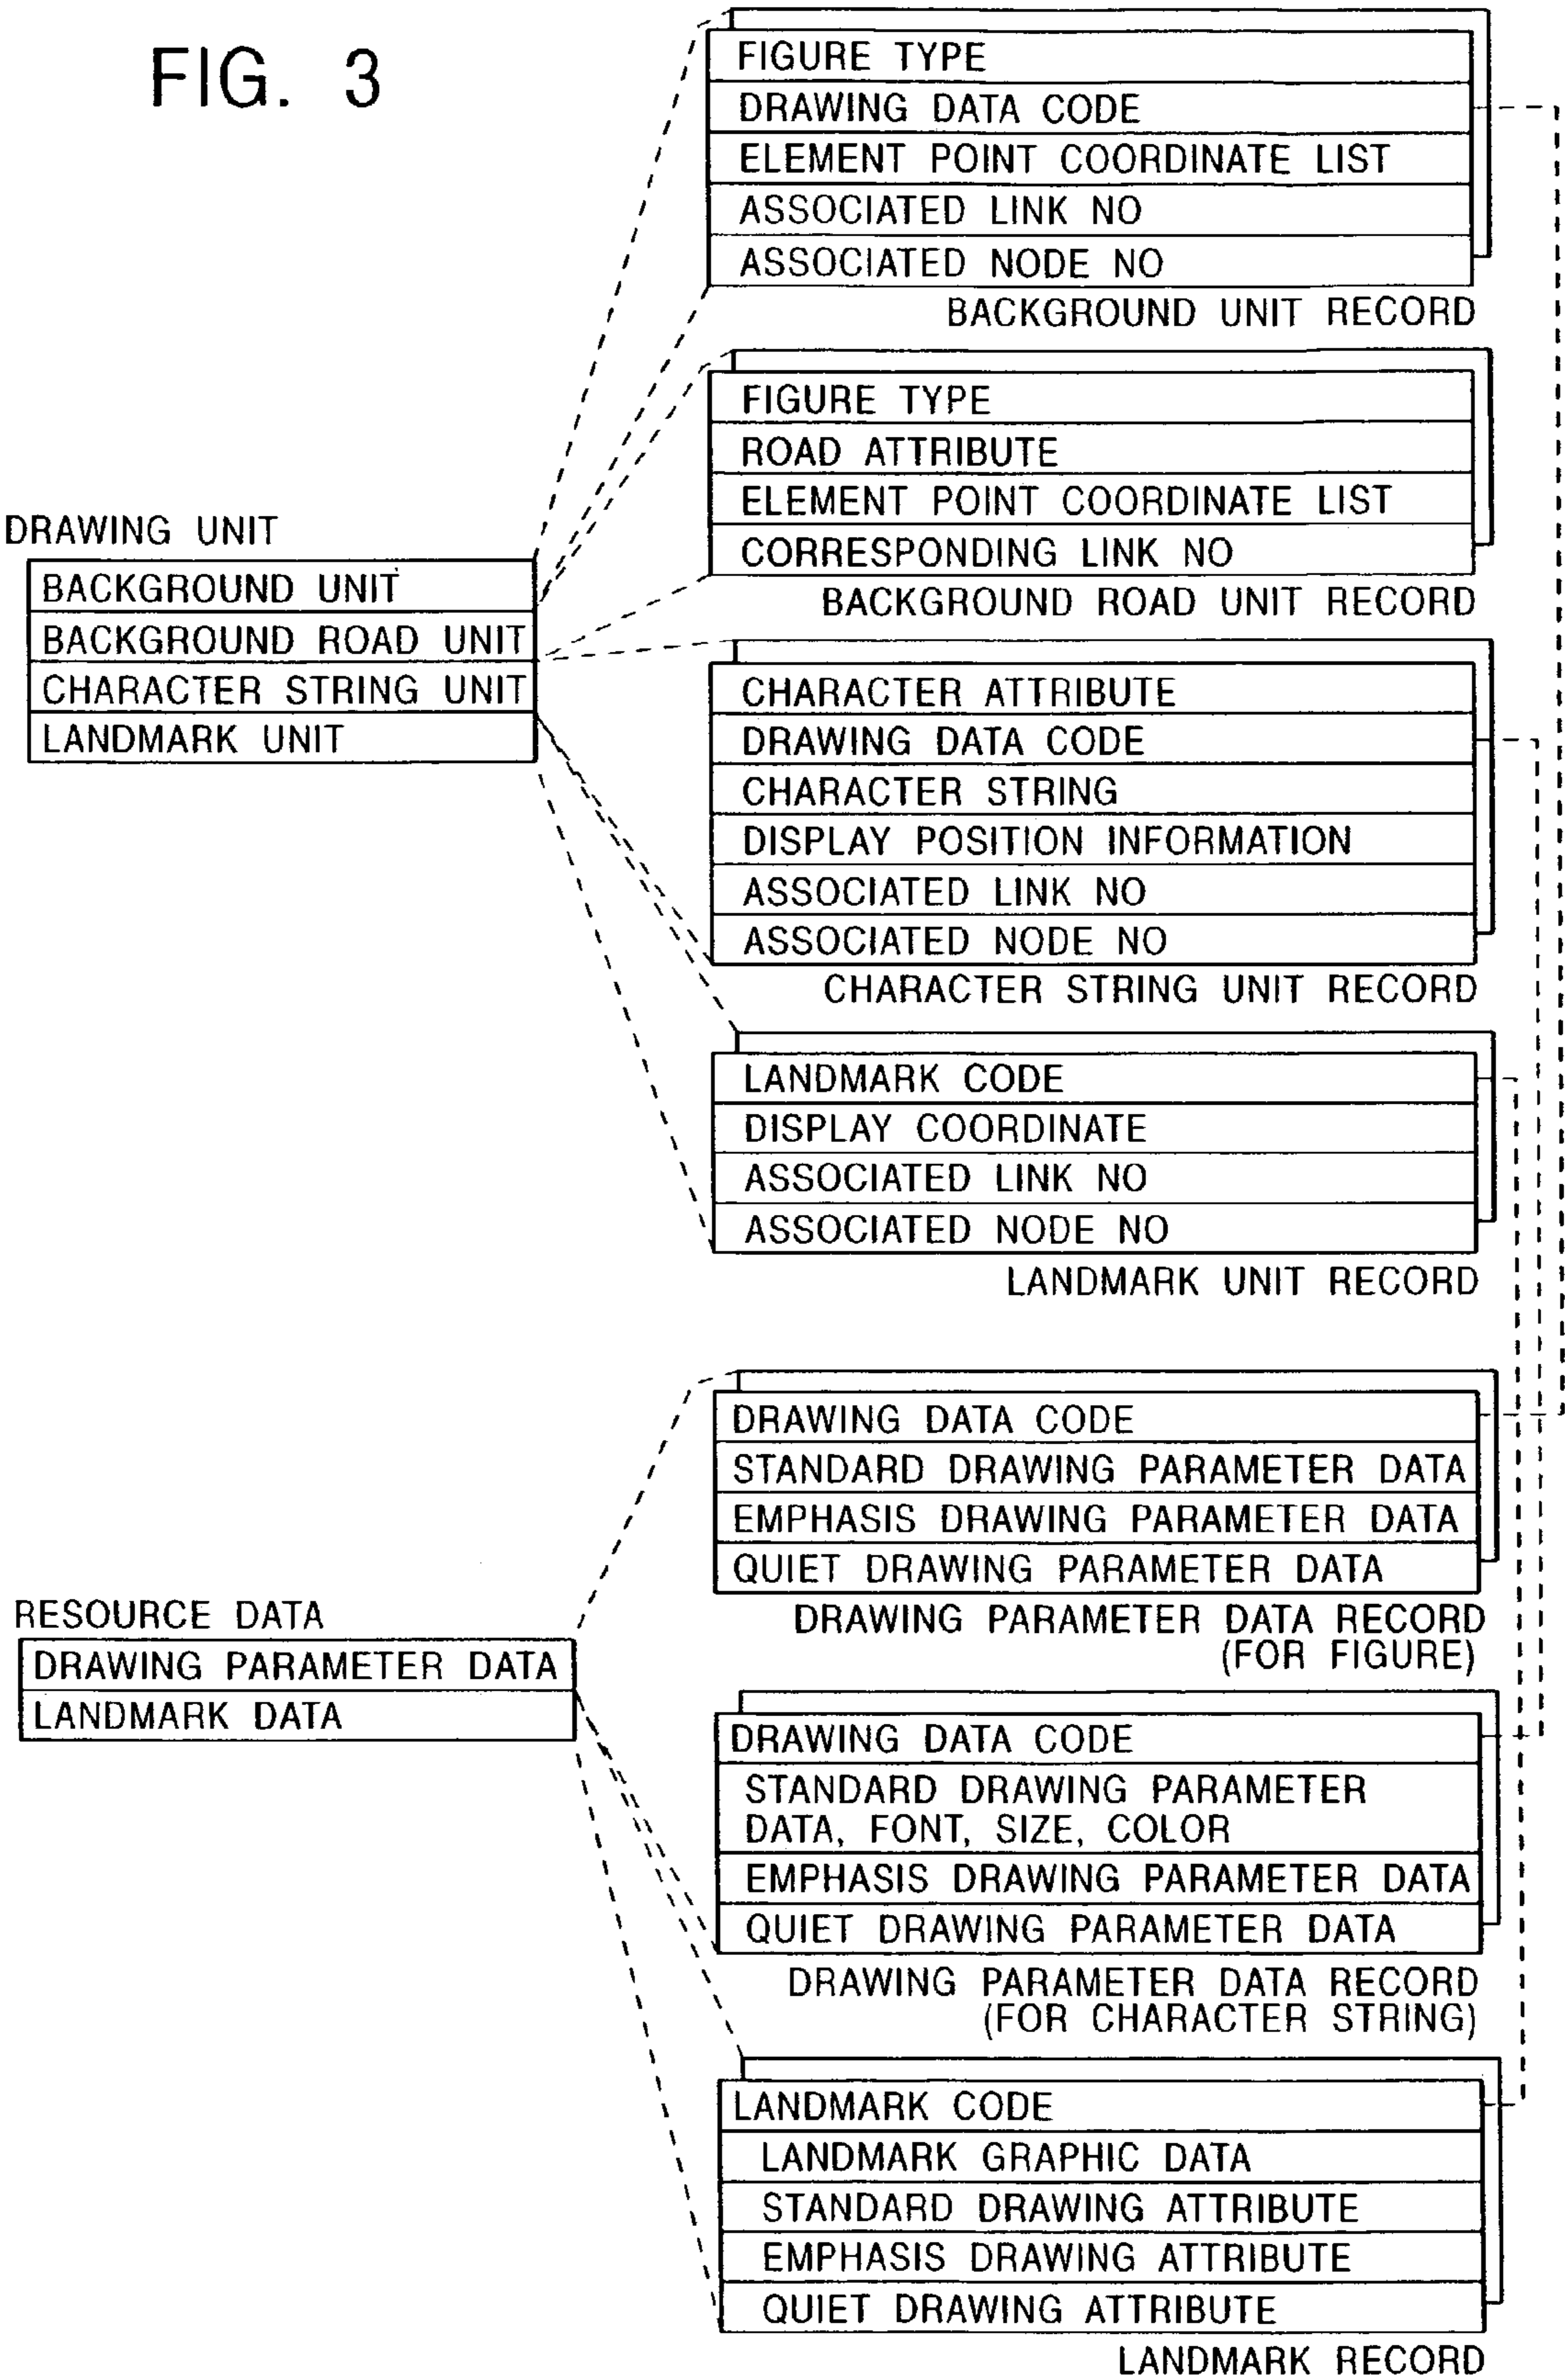 FIG. 3
FIGURE TYPE
DRAWING DATA CODE
ELEMENT POINT COORDINATE LIST
ASSOCIATED LINK NO
ASSOCIATED NODE NO
BACKGROUND UNIT RECORD
FIGURE TYPE
ROAD ATTRIBUTE
ELEMENT POINT COORDINATE LIST
CORRESPONDING LINK NO
BACKGROUND ROAD UNIT RECORD
DRAWING UNIT
BACKGROUND UNIT
BACKGROUND ROAD UNIT
CHARACTER STRING UNIT
LANDMARK UNIT
CHARACTER ATTRIBUTE
DRAWING DATA CODE
CHARACTER STRING
DISPLAY POSITION INFORMATION
ASSOCIATED LINK NO
ASSOCIATED NODE NO
CHARACTER STRING UNIT RECORD
LANDMARK CODE
DISPLAY COORDINATE
ASSOCIATED LINK NO
ASSOCIATED NODE NO
LANDMARK UNIT RECORD
DRAWING DATA CODE
STANDARD DRAWING PARAMETER DATA
EMPHASIS DRAWING PARAMETER DATA
QUIET DRAWING PARAMETER DATA
DRAWING PARAMETER DATA RECORD
(FOR FIGURE)
RESOURCE DATA
DRAWING PARAMETER DATA
LANDMARK DATA
DRAWING DATA CODE
STANDARD DRAWING PARAMETER
DATA, FONT, SIZE, COLOR
EMPHASIS DRAWING PARAMETER DATA
QUIET DRAWING PARAMETER DATA
DRAWING PARAMETER DATA RECORD
(FOR CHARACTER STRING)
LANDMARK CODE
LANDMARK GRAPHIC DATA
STANDARD DRAWING ATTRIBUTE
EMPHASIS DRAWING ATTRIBUTE
QUIET DRAWING ATTRIBUTE
LANDMARK RECORD